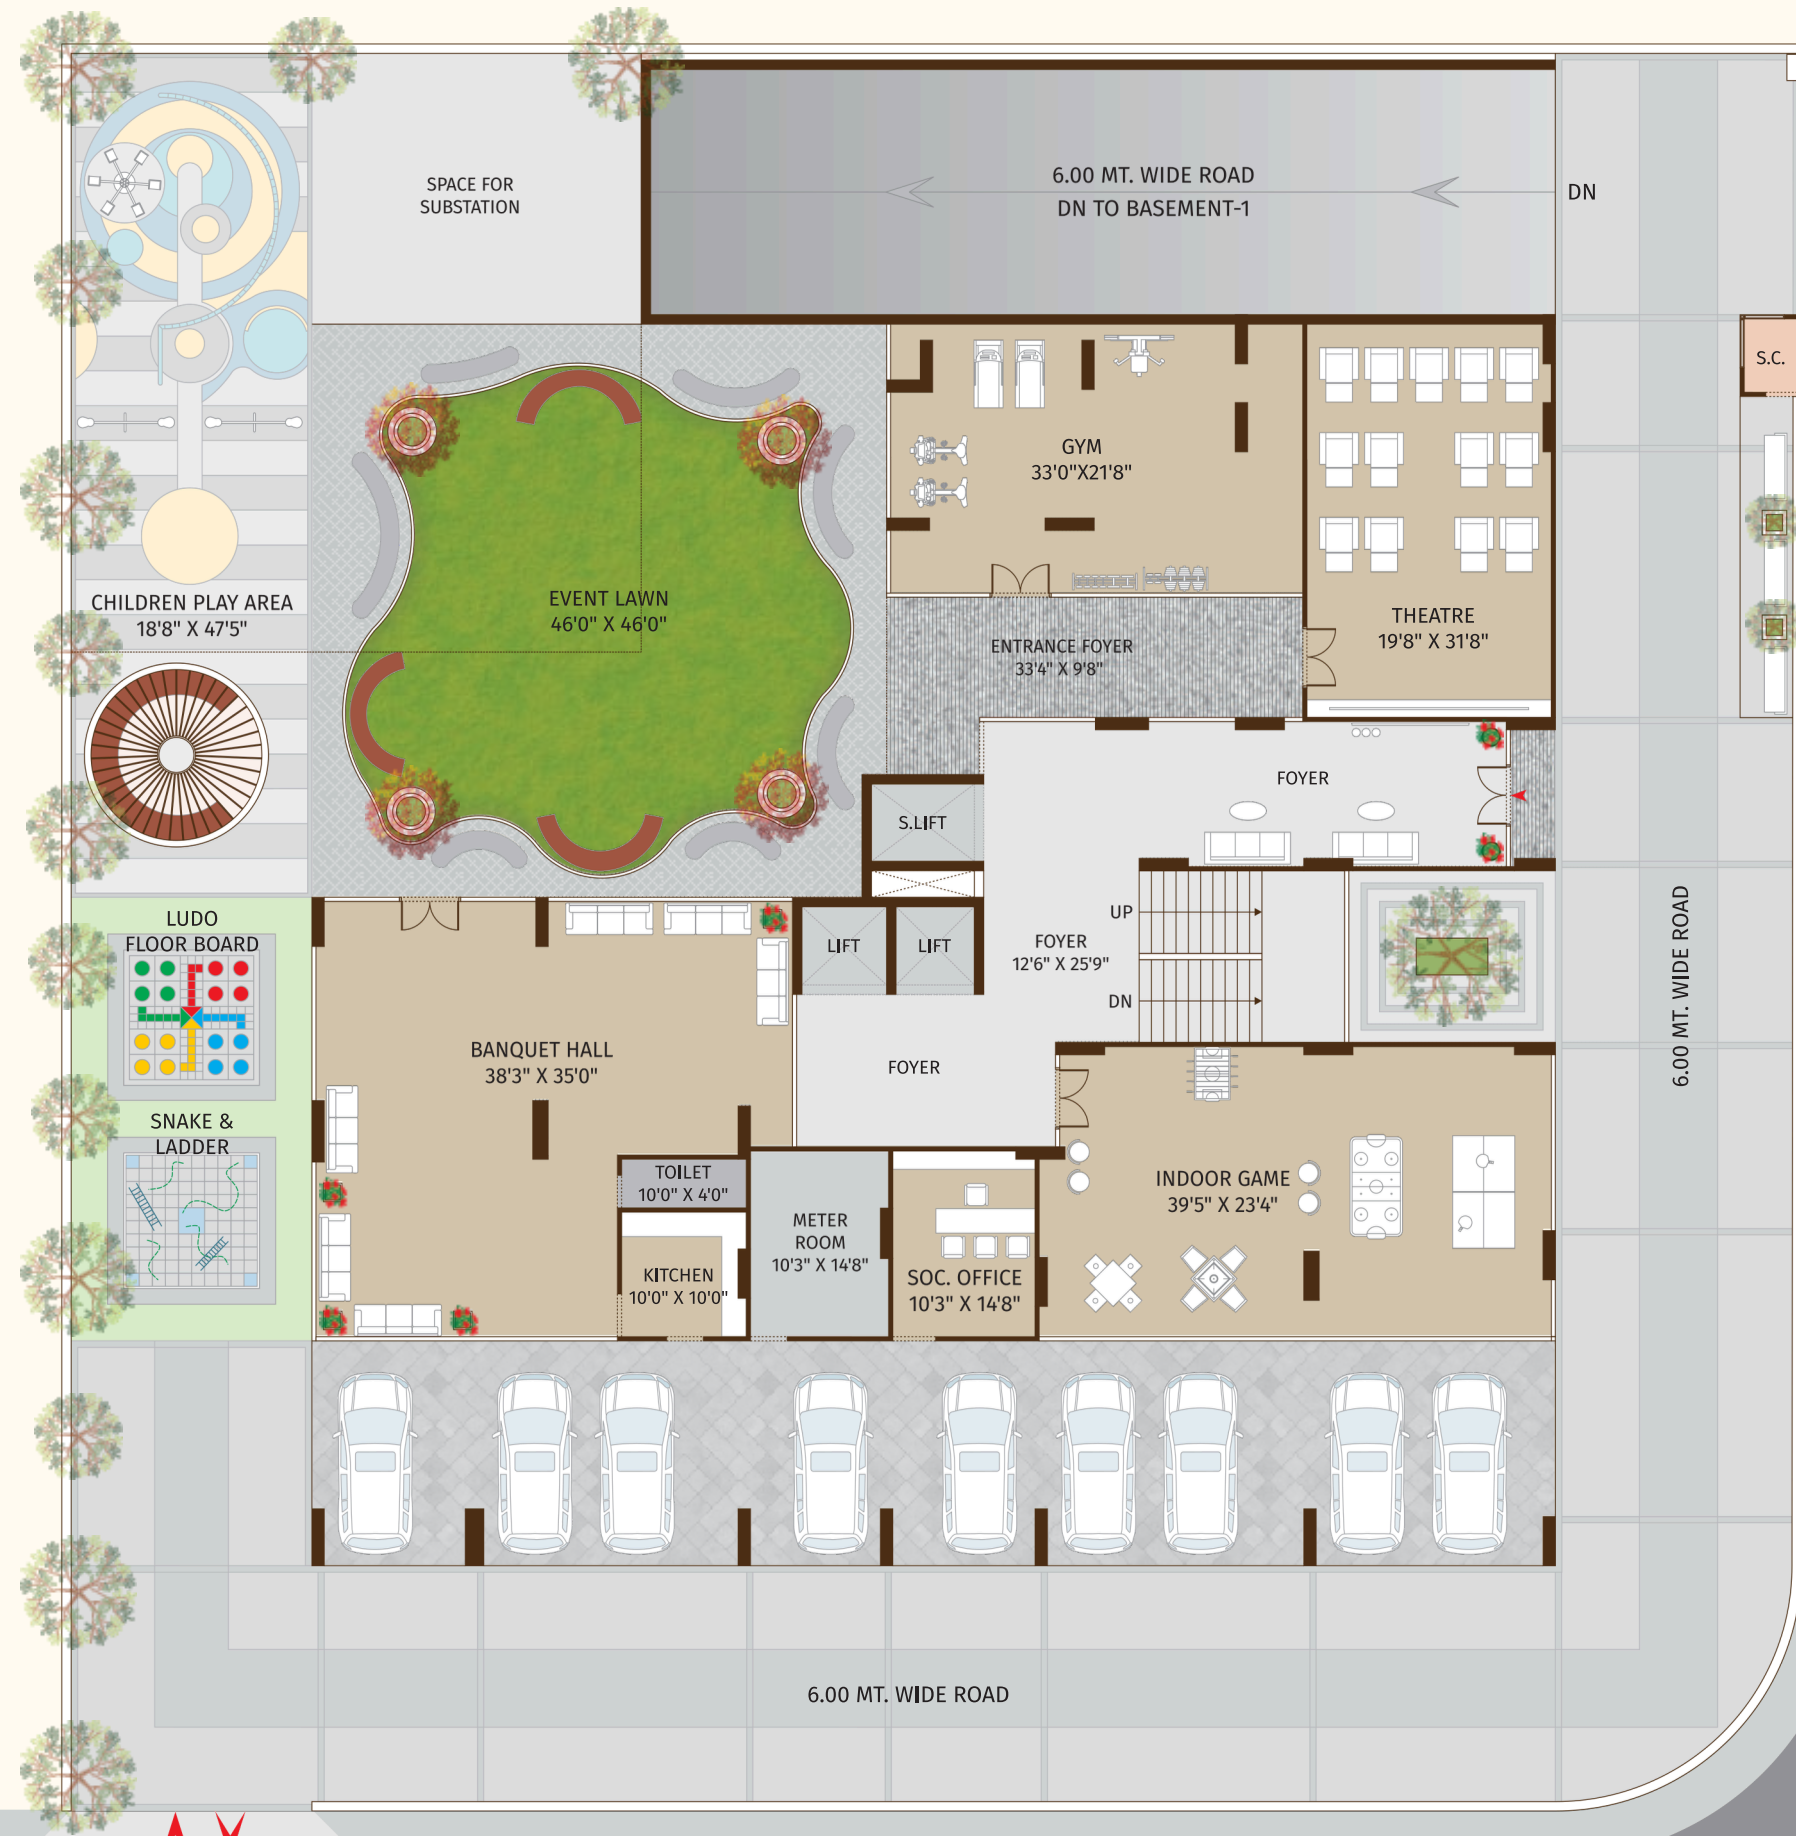 SPACE FOR
SUBSTATION
6.00 MT. WIDE ROAD
DN TO BASEMENT-1
DN
S.C.
GYM
33'0"X21'8"
CHILDREN PLAY AREA
18'8" X 47'5"
EVENT LAWN
46'0" X 46'0"
ENTRANCE FOYER
33'4" X 9'8"
THEATRE
19'8" X 31'8"
FOYER
S.LIFT
LUDO
FLOOR BOARD
LIFT
LIFT
UP
FOYER
12'6" X 25'9"
DN
6.00 MT. WIDE ROAD
BANQUET HALL
38'3" X 35'0"
FOYER
SNAKE &
LADDER
TOILET
10'0" X 4'0"
METER
ROOM
10'3" X 14'8"
INDOOR GAME
39'5" X 23'4"
KITCHEN
10'0" X 10'0"
SOC. OFFICE
10'3" X 14'8"
6.00 MT. WIDE ROAD